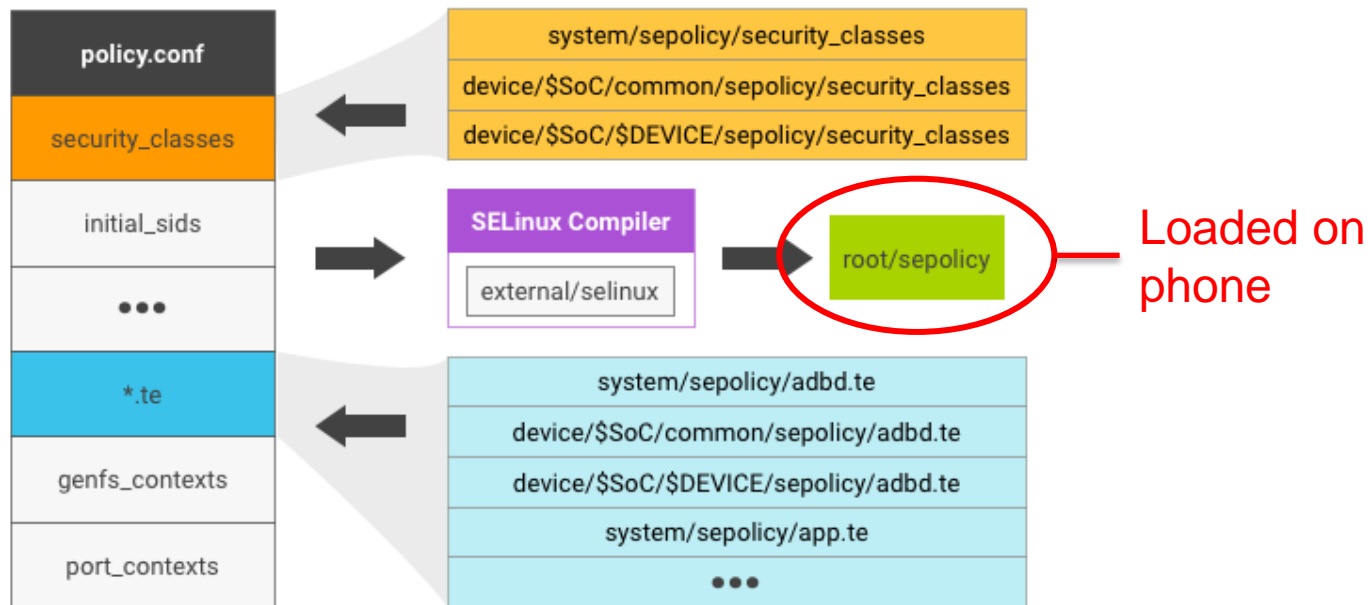 policy.conf
security_classes
initial_sids
•••
*.te
genfs_contexts
port_contexts
system/sepolicy/security_classes
device/$SoC/common/sepolicy/security_classes
device/$SoC/$DEVICE/sepolicy/security_classes
SELinux Compiler
external/selinux
root/sepolicy
Loaded on
phone
system/sepolicy/adbd.te
device/$SoC/common/sepolicy/adbd.te
device/$SoC/$DEVICE/sepolicy/adbd.te
system/sepolicy/app.te
•••